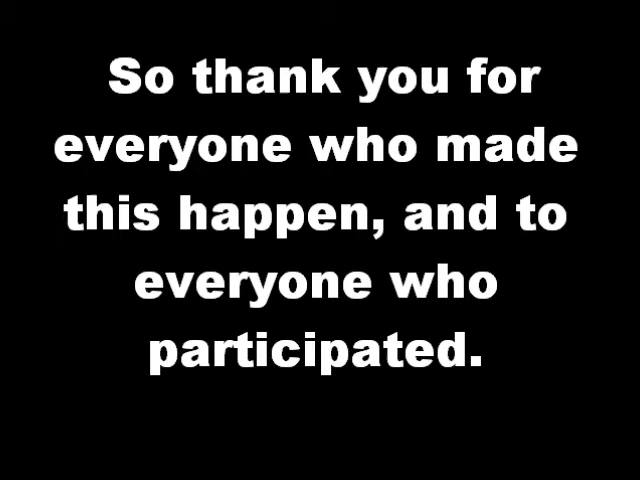 So thank you for
everyone who made
this happen, and to
everyone who
participated.